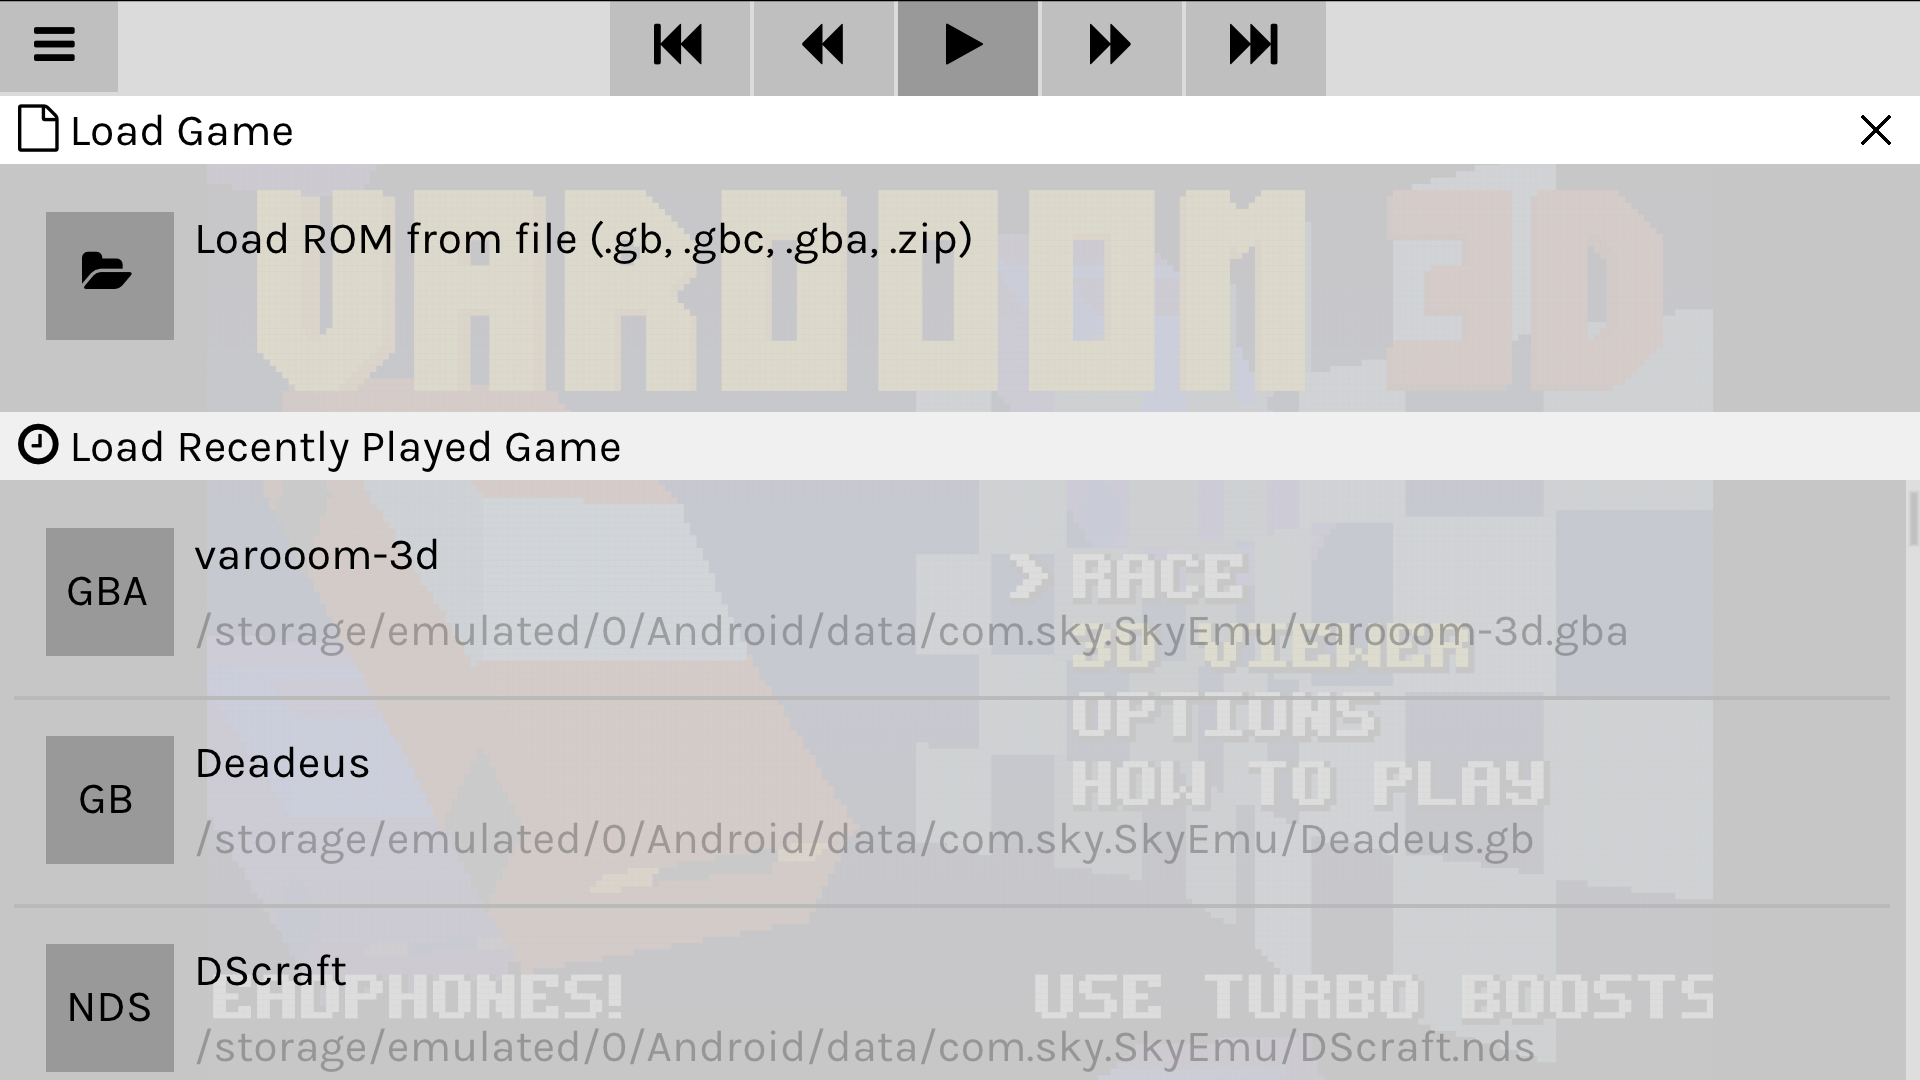 Load Game
VAROOOM 3D
Load ROM from file (.gb, .gbc, .gba, .zip)
Load Recently Played Game
GBA
varooom-3d
/storage/emulated/0/Android/data/com.sky.SkyEmu/varooom-3d.gba
> RACE
3D VIEWER
OPTIONS
HOW TO PLAY
GB
Deadeus
/storage/emulated/0/Android/data/com.sky.SkyEmu/Deadeus.gb
NDS
DScraft
/storage/emulated/0/Android/data/com.sky.SkyEmu/DScraft.nds
EADPHONES! USE TURBO BOOSTS